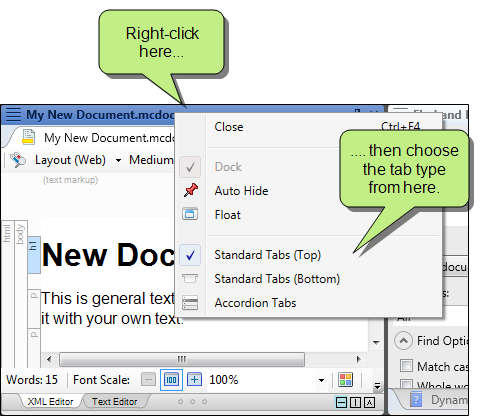 Right-click
here...
My New Document.mcdo
Close Ctrl+F4
My New Document.mcdo
.... then choose
the tab type
from here.
Layout (Web) Medium
Dock
Auto Hide
(text markup)
Float
html
body
h1
New Doc
Standard Tabs (Top)
Standard Tabs (Bottom)
p
This is general text
Accordion Tabs
p
it with your own text.
Find Optio
Match cas
Words: 15 Font Scale: 100 100%
Whole wo
XML Editor Text Editor
Dynam